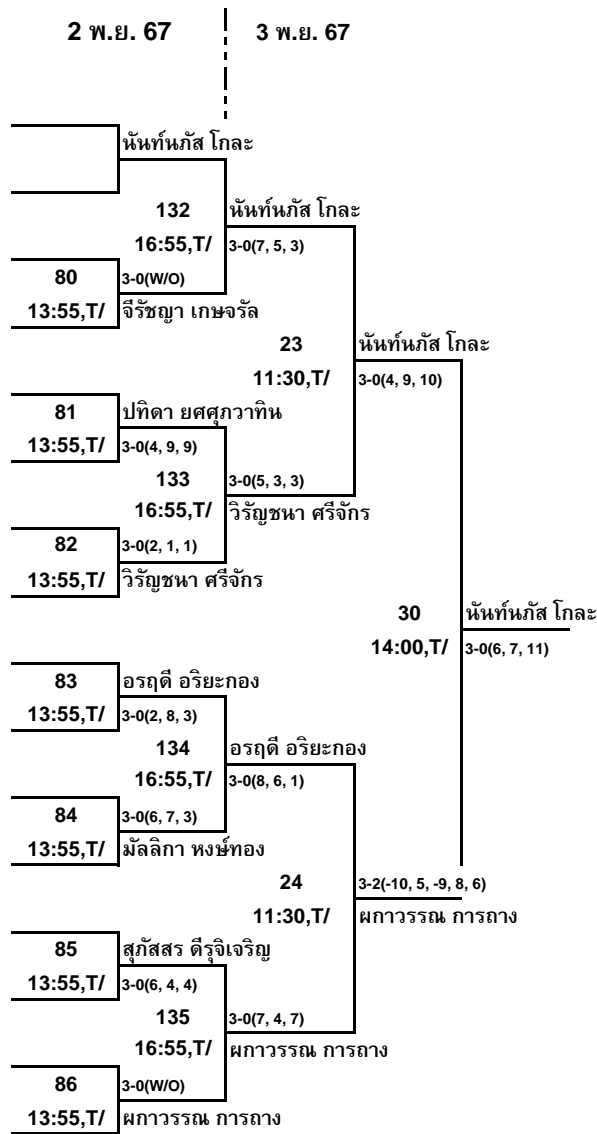 2 พ.ย. 67 3 พ.ย. 67
นันท์นภัส โกละ
132 นันท์นภัส โกละ
16:55,T/ 3-0(7, 5, 3)
80 3-0(W/O)
13:55,T/ จีรัชญา เกษจรัล
23 นันท์นภัส โกละ
11:30,T/ 3-0(4, 9, 10)
81 ปทิดา ยศศุภวาทิน
13:55,T/ 3-0(4, 9, 9)
133 3-0(5, 3, 3)
16:55,T/ วิรัญชนา ศรีจักร
82 3-0(2, 1, 1)
13:55,T/ วิรัญชนา ศรีจักร
30 นันท์นภัส โกละ
14:00,T/ 3-0(6, 7, 11)
83 อรฤดี อริยะกอง
13:55,T/ 3-0(2, 8, 3)
134 อรฤดี อริยะกอง
16:55,T/ 3-0(8, 6, 1)
84 3-0(6, 7, 3)
13:55,T/ มัลลิกา หงษ์ทอง
24 3-2(-10, 5, -9, 8, 6)
11:30,T/ ผกาวรรณ การถาง
85 สุภัสสร ดีรุจิเจริญ
13:55,T/ 3-0(6, 4, 4)
135 3-0(7, 4, 7)
16:55,T/ ผกาวรรณ การถาง
86 3-0(W/O)
13:55,T/ ผกาวรรณ การถาง